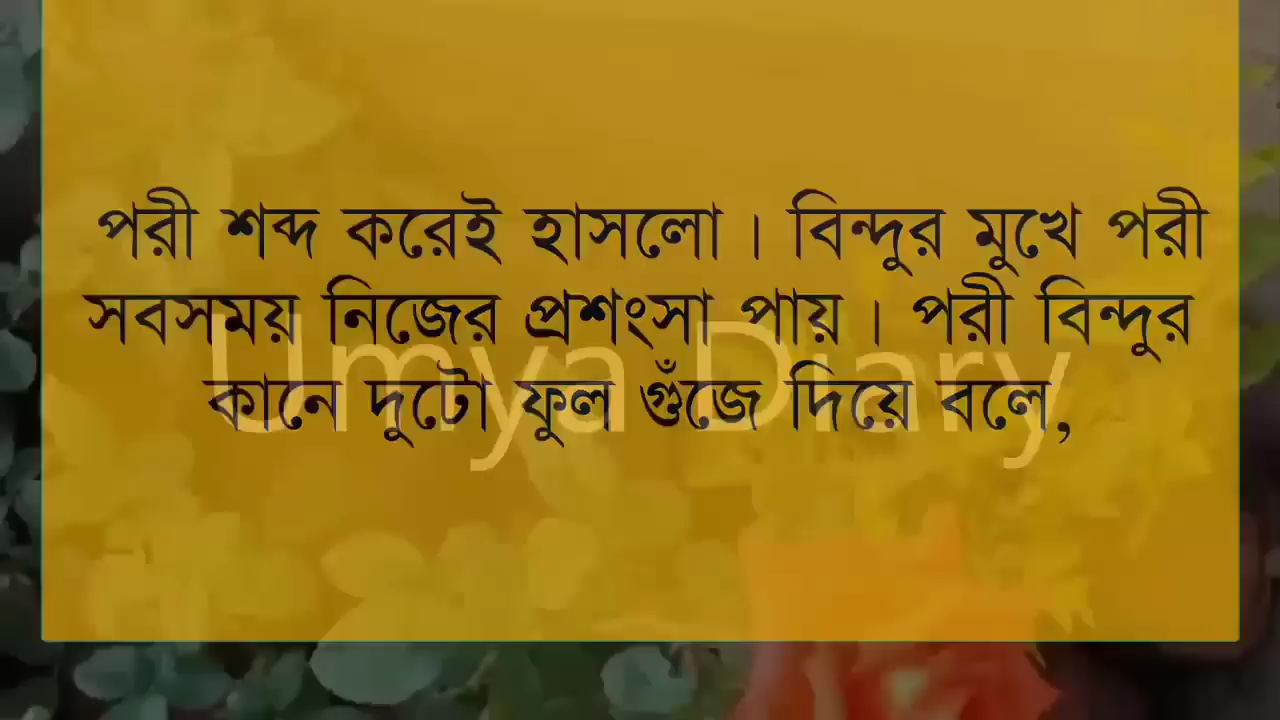 পরী শব্দ করেই হাসলো। বিন্দুর মুখে পরী
সবসময় নিজের প্রশংসা পায়। পরী বিন্দুর
কানে দুটো ফুল গুঁজে দিয়ে বলে,
Umya Diary